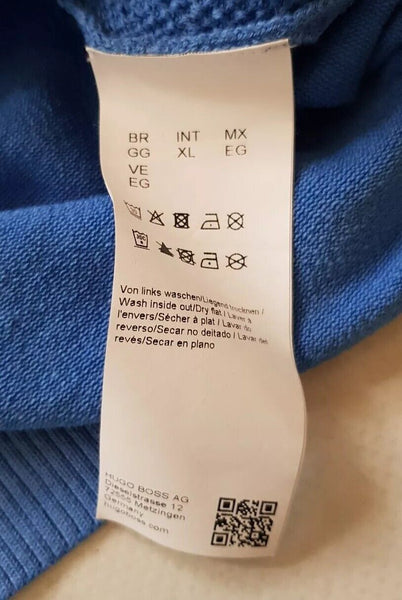 BR INT MX
GG XL EG
VE
EG
Von links waschen/Liegend trocknen /
Wash inside out/Dry flat / Lavar a
l'envers/Sécher à plat / Lavar do
reverso/Secar no deitado / Lavar del
revés/Secar en plano
HUGO BOSS AG
Dieselstrasse 12
72555 Metzingen
Germany
hugoboss.com